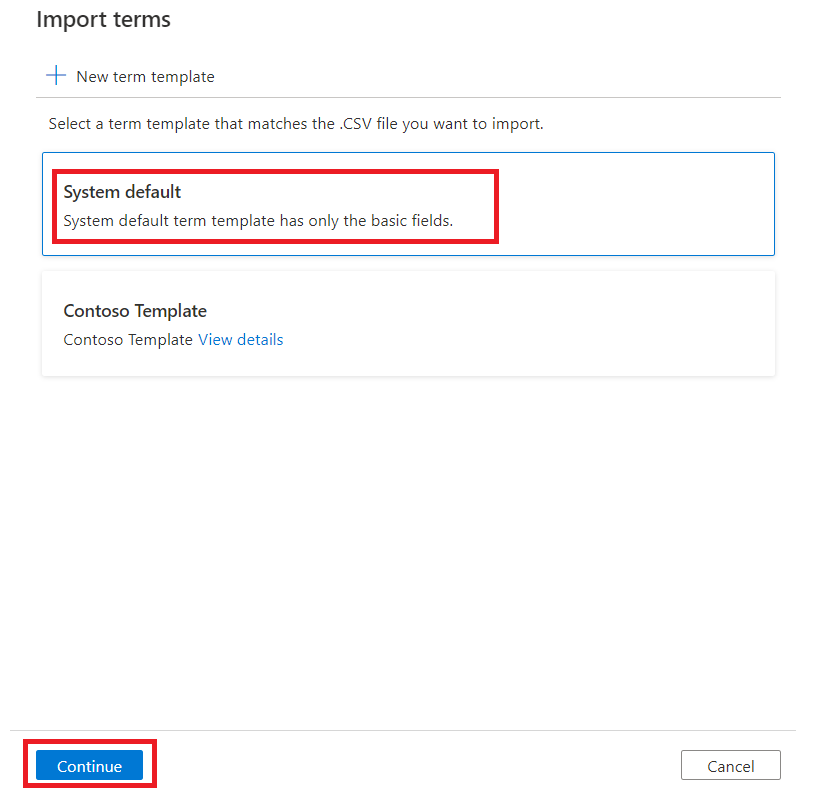 Import terms
New term template
Select a term template that matches the .CSV file you want to import.
System default
System default term template has only the basic fields.
Contoso Template
Contoso Template View details
Continue
Cancel